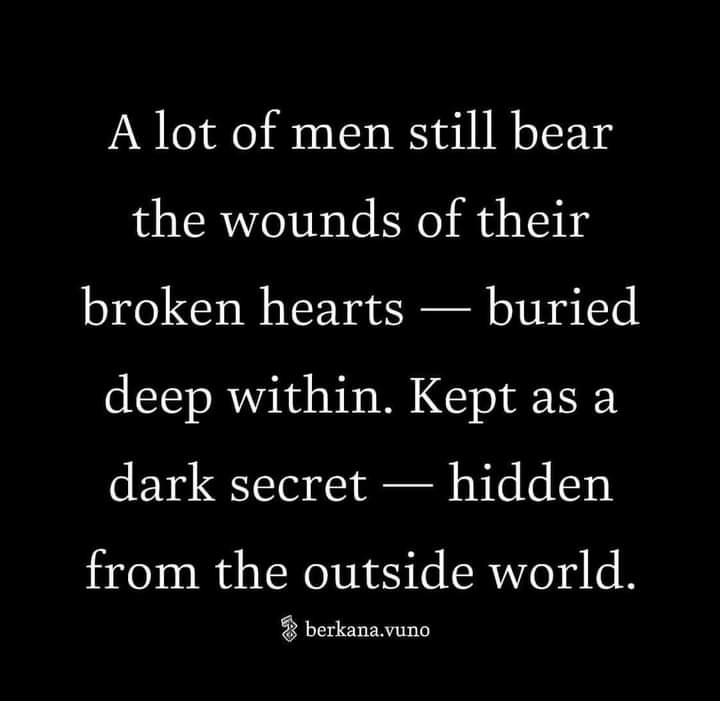 A lot of men still bear
the wounds of their
broken hearts — buried
deep within. Kept as a
dark secret — hidden
from the outside world.
berkana.vuno